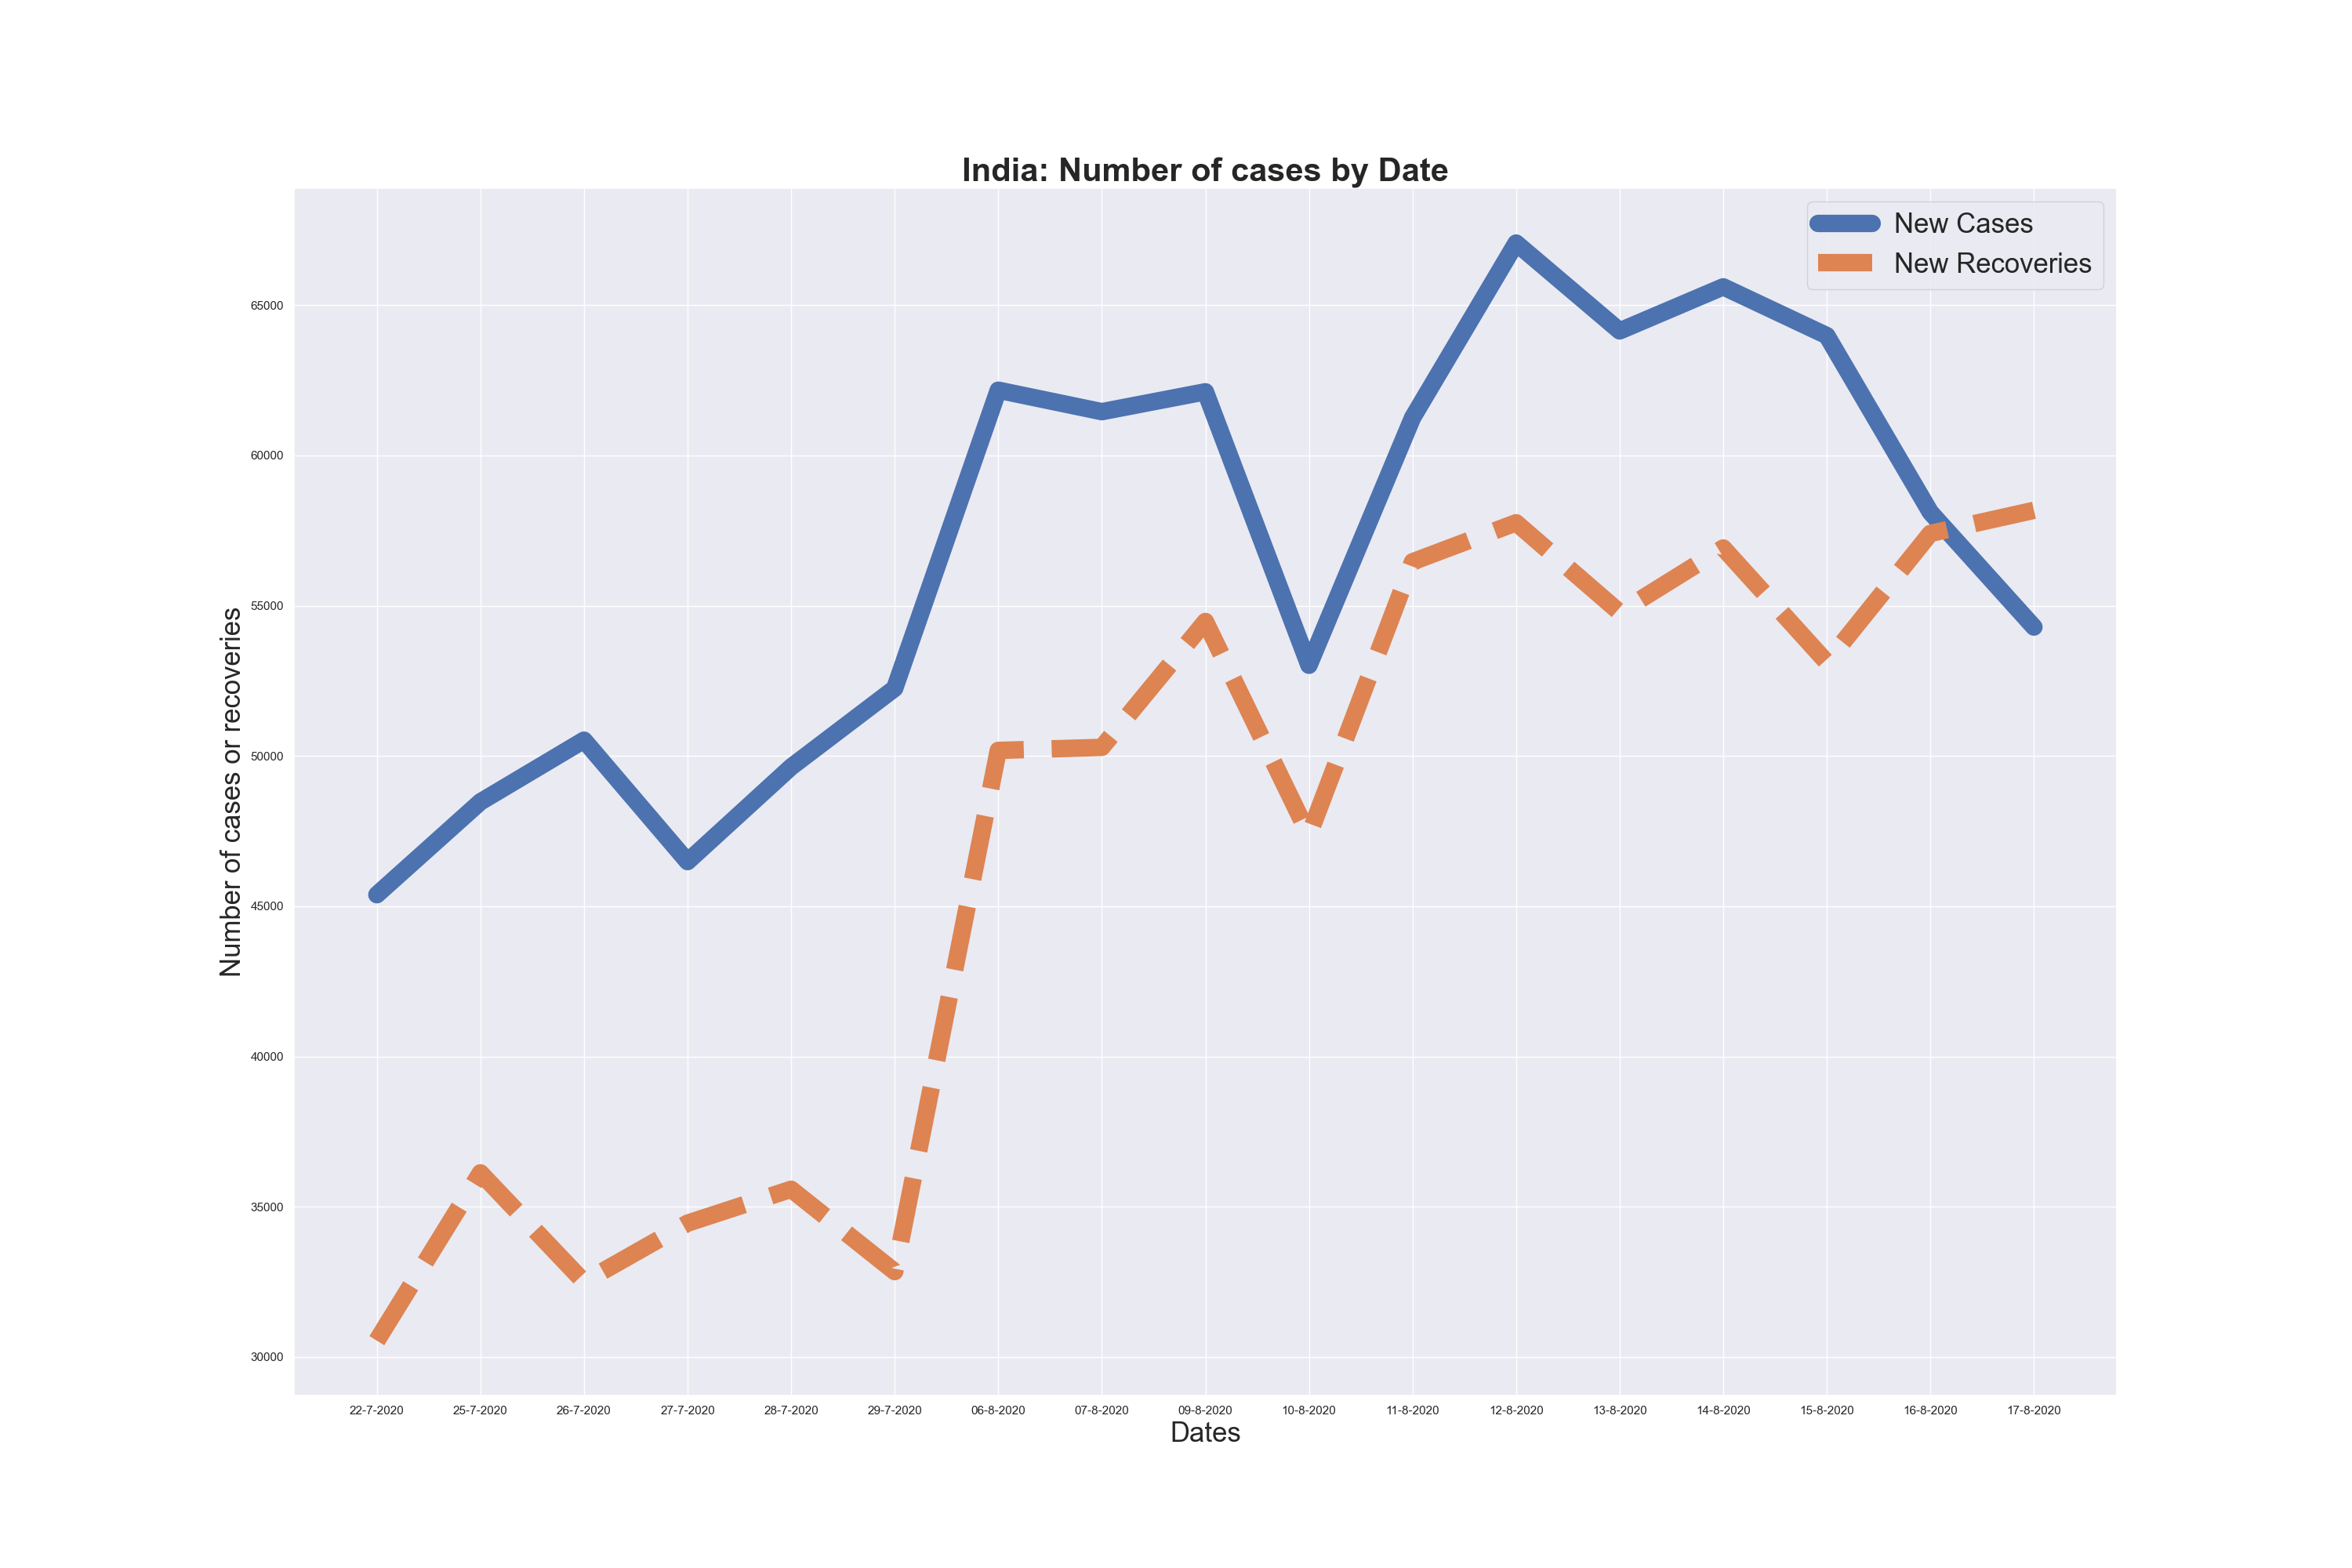 India: Number of cases by Date
New Cases
New Recoveries
Number of cases or recoveries
65000
60000
55000
50000
45000
40000
35000
30000
22-7-2020 25-7-2020 26-7-2020 27-7-2020 28-7-2020 29-7-2020 06-8-2020 07-8-2020 09-8-2020 10-8-2020 11-8-2020 12-8-2020 13-8-2020 14-8-2020 15-8-2020 16-8-2020 17-8-2020
Dates